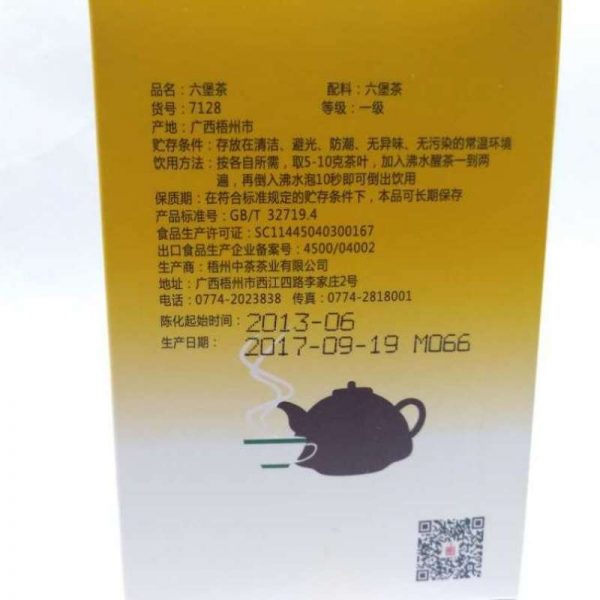 品名：六堡茶 配料：六堡茶
货号：7128 等级：一级
产地：广西梧州市
贮存条件：存放在清洁、避光、防潮、无异味、无污染的常温环境
饮用方法：按各自所需，取5-10克茶叶，加入沸水醒茶一到两
遍，再倒入沸水泡10秒即可倒出饮用
保质期：在符合标准规定的贮存条件下，本品可长期保存
产品标准号：GB/T 32719.4
食品生产许可证：SC11445040300167
出口食品生产企业备案号：4500/04002
生产商：梧州中茶茶业有限公司
地址：广西梧州市西江四路李家庄2号
电话：0774-2023838 传真：0774-2818001
陈化起始时间：2013-06
生产日期：2017-09-19 M066